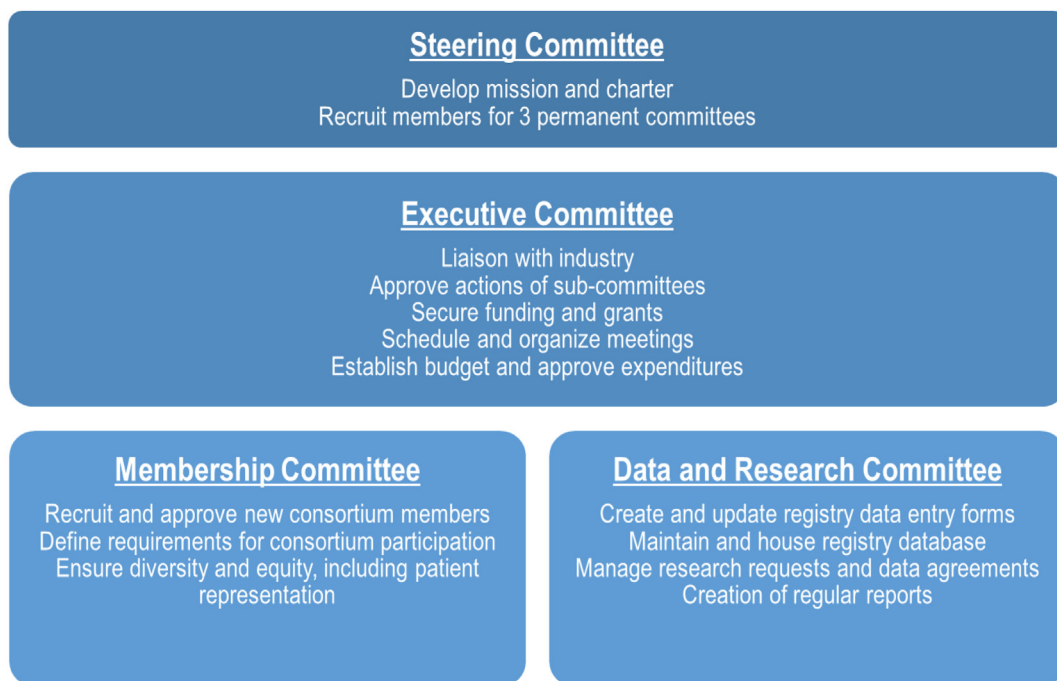 Steering Committee
Develop mission and charter
Recruit members for 3 permanent committees
Executive Committee
Liaison with industry
Approve actions of sub-committees
Secure funding and grants
Schedule and organize meetings
Establish budget and approve expenditures
Membership Committee
Recruit and approve new consortium members
Define requirements for consortium participation
Ensure diversity and equity, including patient
representation
Data and Research Committee
Create and update registry data entry forms
Maintain and house registry database
Manage research requests and data agreements
Creation of regular reports